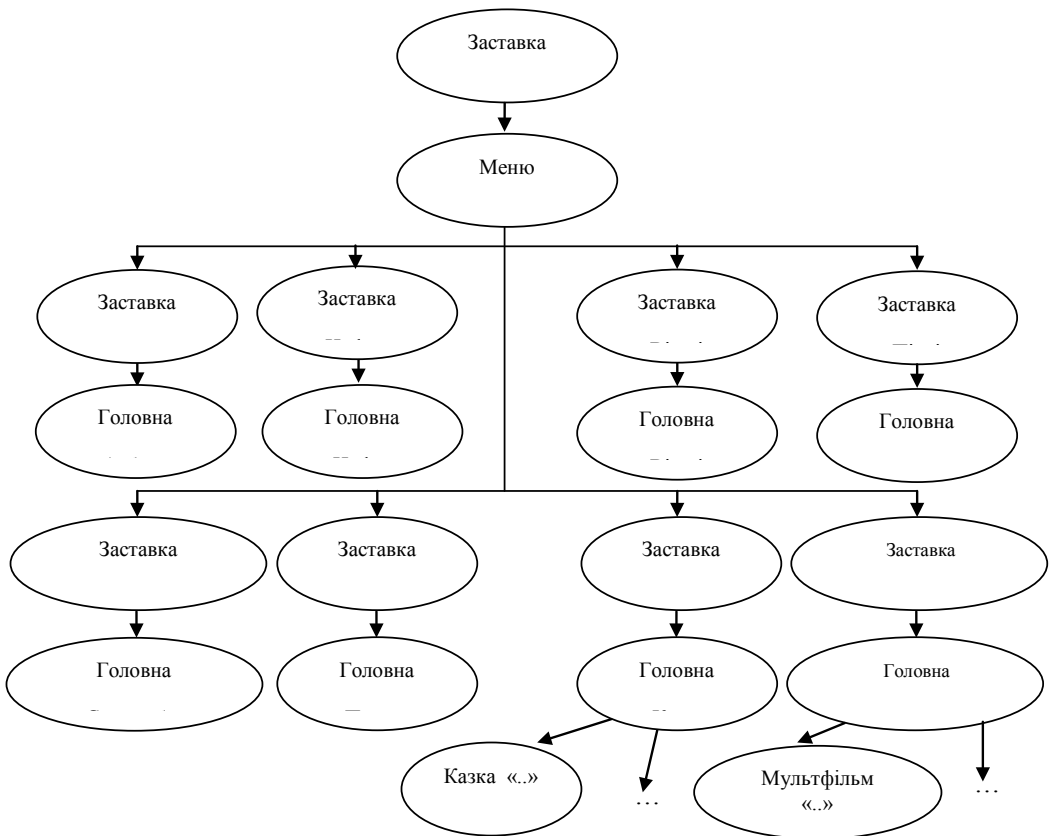 Заставка
Меню
Заставка
Заставка
Заставка
Заставка
Головна
Головна
Головна
Головна
Заставка
Заставка
Заставка
Заставка
Головна
Головна
Головна
Головна
Казка «..»
…
Мультфільм
«..»
…